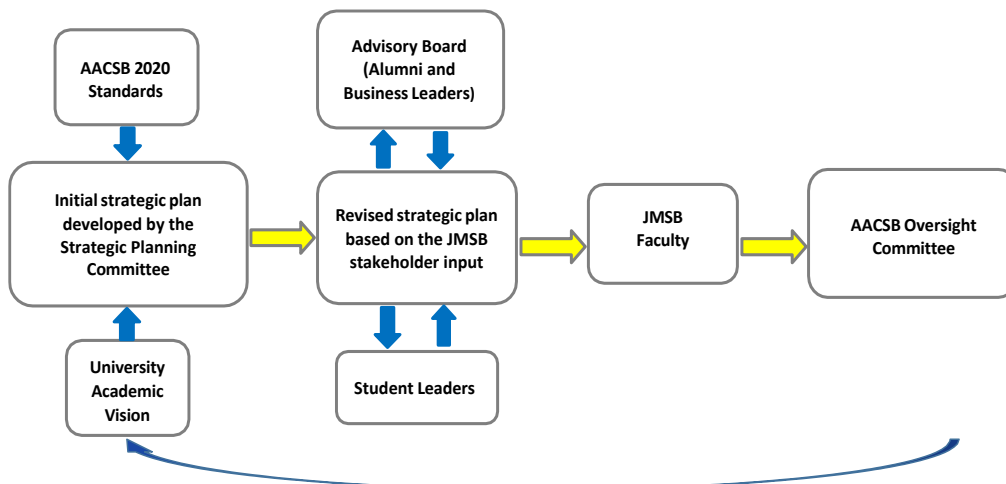 AACSB 2020
Standards
Advisory Board
(Alumni and
Business Leaders)
Initial strategic plan
developed by the
Strategic Planning
Committee
Revised strategic plan
based on the JMSB
stakeholder input
JMSB
Faculty
AACSB Oversight
Committee
University
Academic
Vision
Student Leaders